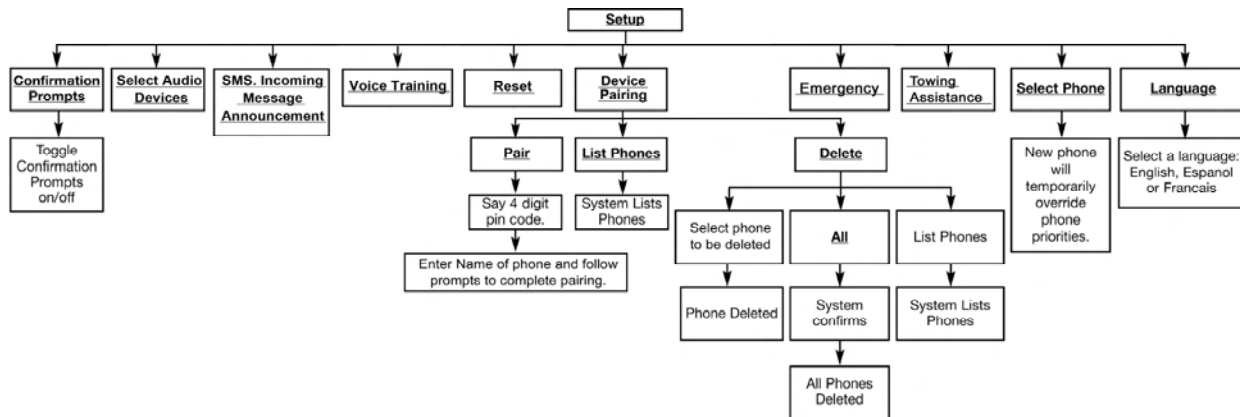 Setup
Confirmation
Prompts
Select Audio
Devices
SMS. Incoming
Message
Announcement
Voice Training
Reset
Device
Pairing
Emergency
Towing
Assistance
Select Phone
Language
Toggle
Confirmation
Prompts
on/off
Pair
List Phones
Delete
New phone
will
temporarily
override
phone
priorities.
Select a language:
English, Espanol
or Francais
Say 4 digit
pin code.
System Lists
Phones
Select phone
to be deleted
All
List Phones
Enter Name of phone and follow
prompts to complete pairing.
Phone Deleted
System
confirms
System Lists
Phones
All Phones
Deleted